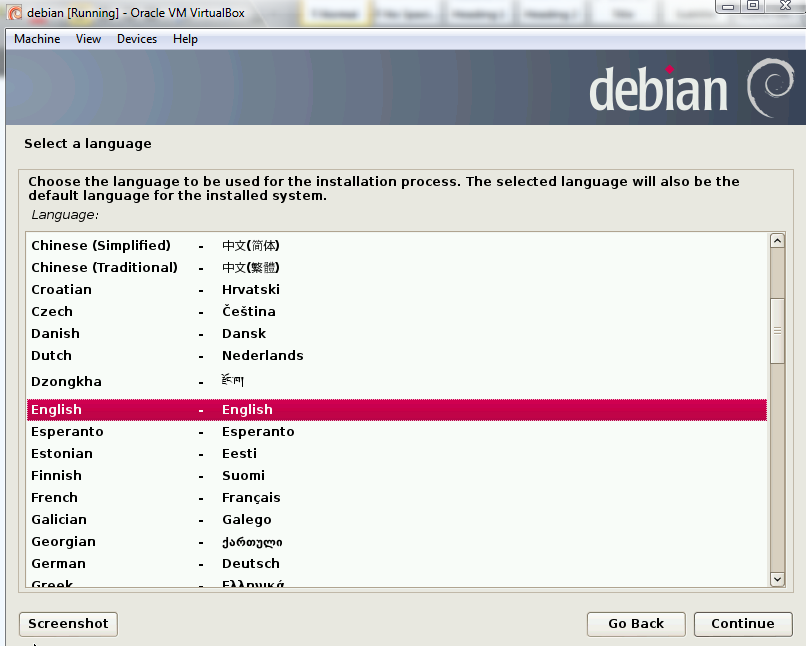 debian [Running] - Oracle VM VirtualBox
Machine View Devices Help
debian
Select a language
Choose the language to be used for the installation process. The selected language will also be the
default language for the installed system.
Language:
Chinese (Simplified) - 中文(简体)
Chinese (Traditional) - 中文(繁體)
Croatian - Hrvatski
Czech - Čeština
Danish - Dansk
Dutch - Nederlands
Dzongkha - རྫོང་ཁ།
English - English
Esperanto - Esperanto
Estonian - Eesti
Finnish - Suomi
French - Français
Galician - Galego
Georgian - ქართული
German - Deutsch
Greek - Ελληνικά
Screenshot Go Back Continue